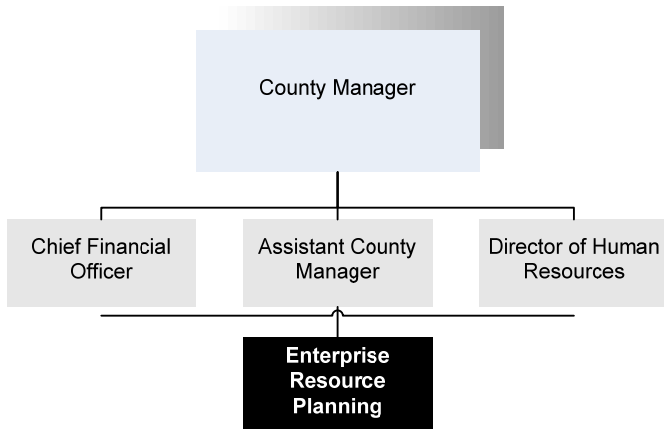 County Manager
Chief Financial
Officer
Assistant County
Manager
Director of Human
Resources
Enterprise
Resource
Planning